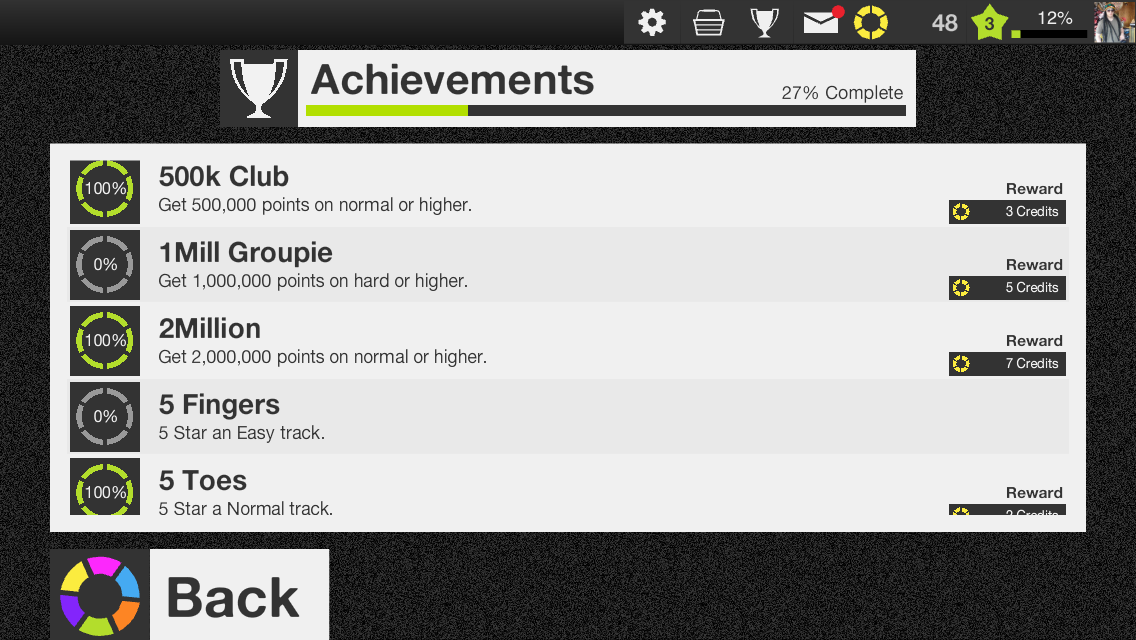 48
3
12%
Achievements
27% Complete
100%
500k Club
Get 500,000 points on normal or higher.
Reward
3 Credits
0%
1Mill Groupie
Get 1,000,000 points on hard or higher.
Reward
5 Credits
100%
2Million
Get 2,000,000 points on normal or higher.
Reward
7 Credits
0%
5 Fingers
5 Star an Easy track.
100%
5 Toes
5 Star a Normal track.
Reward
2 Credits
Back